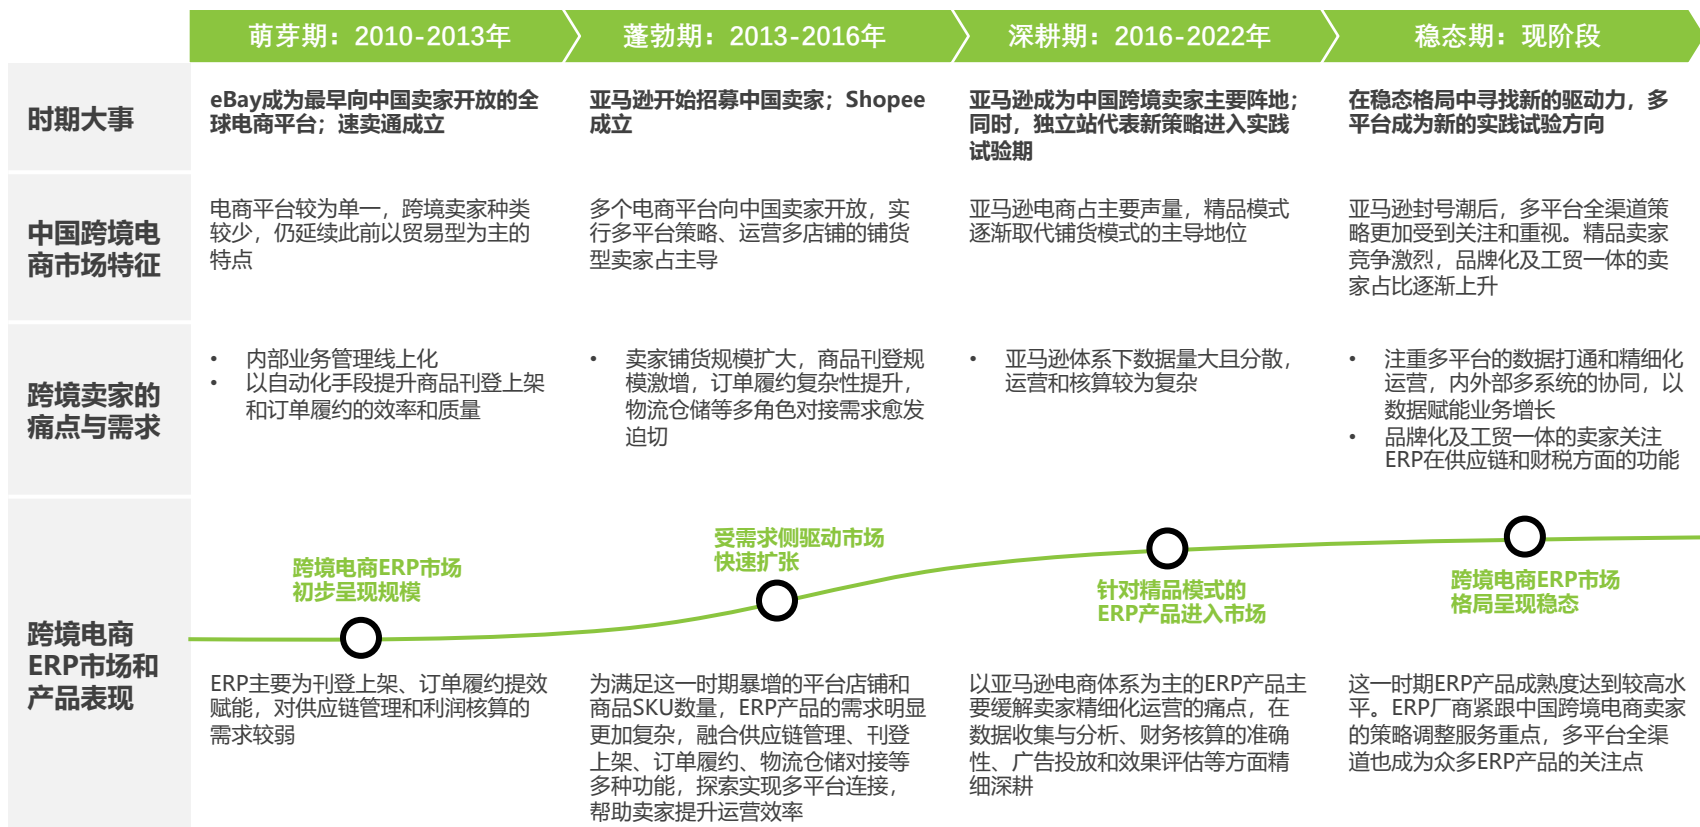 萌芽期：2010-2013年
蓬勃期：2013-2016年
深耕期：2016-2022年
稳态期：现阶段
时期大事
eBay成为最早向中国卖家开放的全
球电商平台；速卖通成立
亚马逊开始招募中国卖家；Shopee
成立
亚马逊成为中国跨境卖家主要阵地；
同时，独立站代表新策略进入实践
试验期
在稳态格局中寻找新的驱动力，多
平台成为新的实践试验方向
中国跨境电
商市场特征
电商平台较为单一，跨境卖家种类
较少，仍延续此前以贸易型为主的
特点
多个电商平台向中国卖家开放，实
行多平台策略、运营多店铺的铺货
型卖家占主导
亚马逊电商占主要声量，精品模式
逐渐取代铺货模式的主导地位
亚马逊封号潮后，多平台全渠道策
略更加受到关注和重视。精品卖家
竞争激烈，品牌化及工贸一体的卖
家占比逐渐上升
跨境卖家的
痛点与需求
• 内部业务管理线上化
• 以自动化手段提升商品刊登上架
和订单履约的效率和质量
• 卖家铺货规模扩大，商品刊登规
模激增，订单履约复杂性提升，
物流仓储等多角色对接需求愈发
迫切
• 亚马逊体系下数据量大且分散，
运营和核算较为复杂
• 注重多平台的数据打通和精细化
运营，内外部多系统的协同，以
数据赋能业务增长
• 品牌化及工贸一体的卖家关注
ERP在供应链和财税方面的功能
跨境电商
ERP市场和
产品表现
跨境电商ERP市场
初步呈现规模
受需求侧驱动市场
快速扩张
针对精品模式的
ERP产品进入市场
跨境电商ERP市场
格局呈现稳态
ERP主要为刊登上架、订单履约提效
赋能，对供应链管理和利润核算的
需求较弱
为满足这一时期暴增的平台店铺和
商品SKU数量，ERP产品的需求明显
更加复杂，融合供应链管理、刊登
上架、订单履约、物流仓储对接等
多种功能，探索实现多平台连接，
帮助卖家提升运营效率
以亚马逊电商体系为主的ERP产品主
要缓解卖家精细化运营的痛点，在
数据收集与分析、财务核算的准确
性、广告投放和效果评估等方面精
细深耕
这一时期ERP产品成熟度达到较高水
平。ERP厂商紧跟中国跨境电商卖家
的策略调整服务重点，多平台全渠
道也成为众多ERP产品的关注点